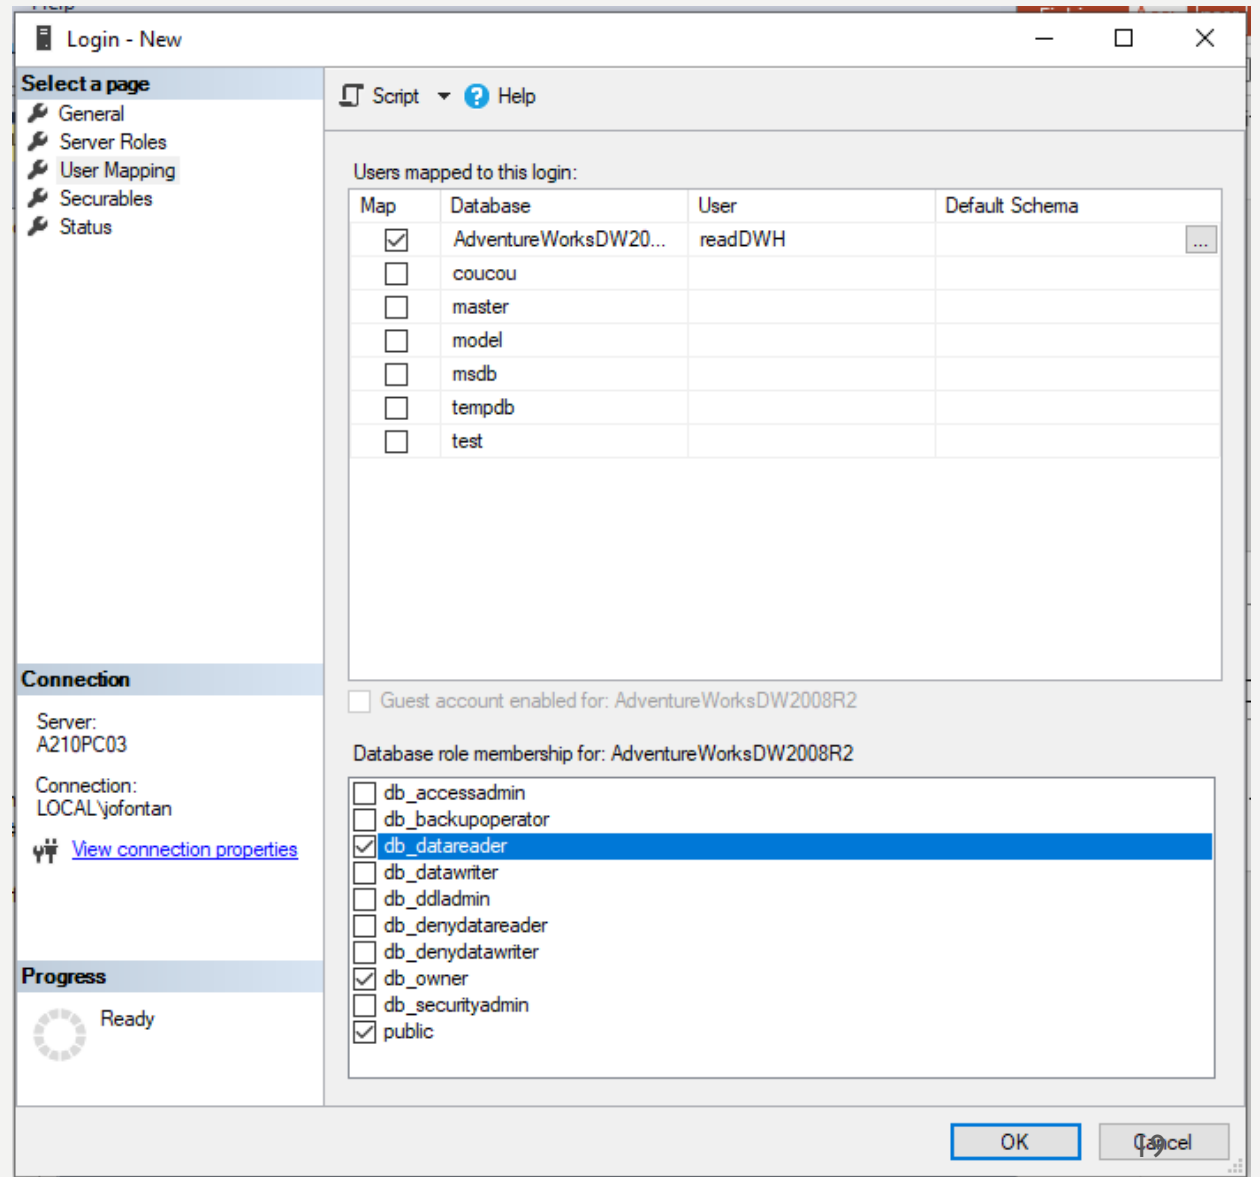 Help
Login - New
Select a page
General
Server Roles
User Mapping
Securables
Status
Script
Help
Users mapped to this login:
Map Database User Default Schema
AdventureWorksDW20... readDWH ...
coucou
master
model
msdb
tempdb
test
Guest account enabled for: AdventureWorksDW2008R2
Database role membership for: AdventureWorksDW2008R2
db_accessadmin
db_backupoperator
db_datareader
db_datawriter
db_ddladmin
db_denydatareader
db_denydatawriter
db_owner
db_securityadmin
public
Connection
Server:
A210PC03
Connection:
LOCAL\jofontan
View connection properties
Progress
Ready
OK
Cancel
19